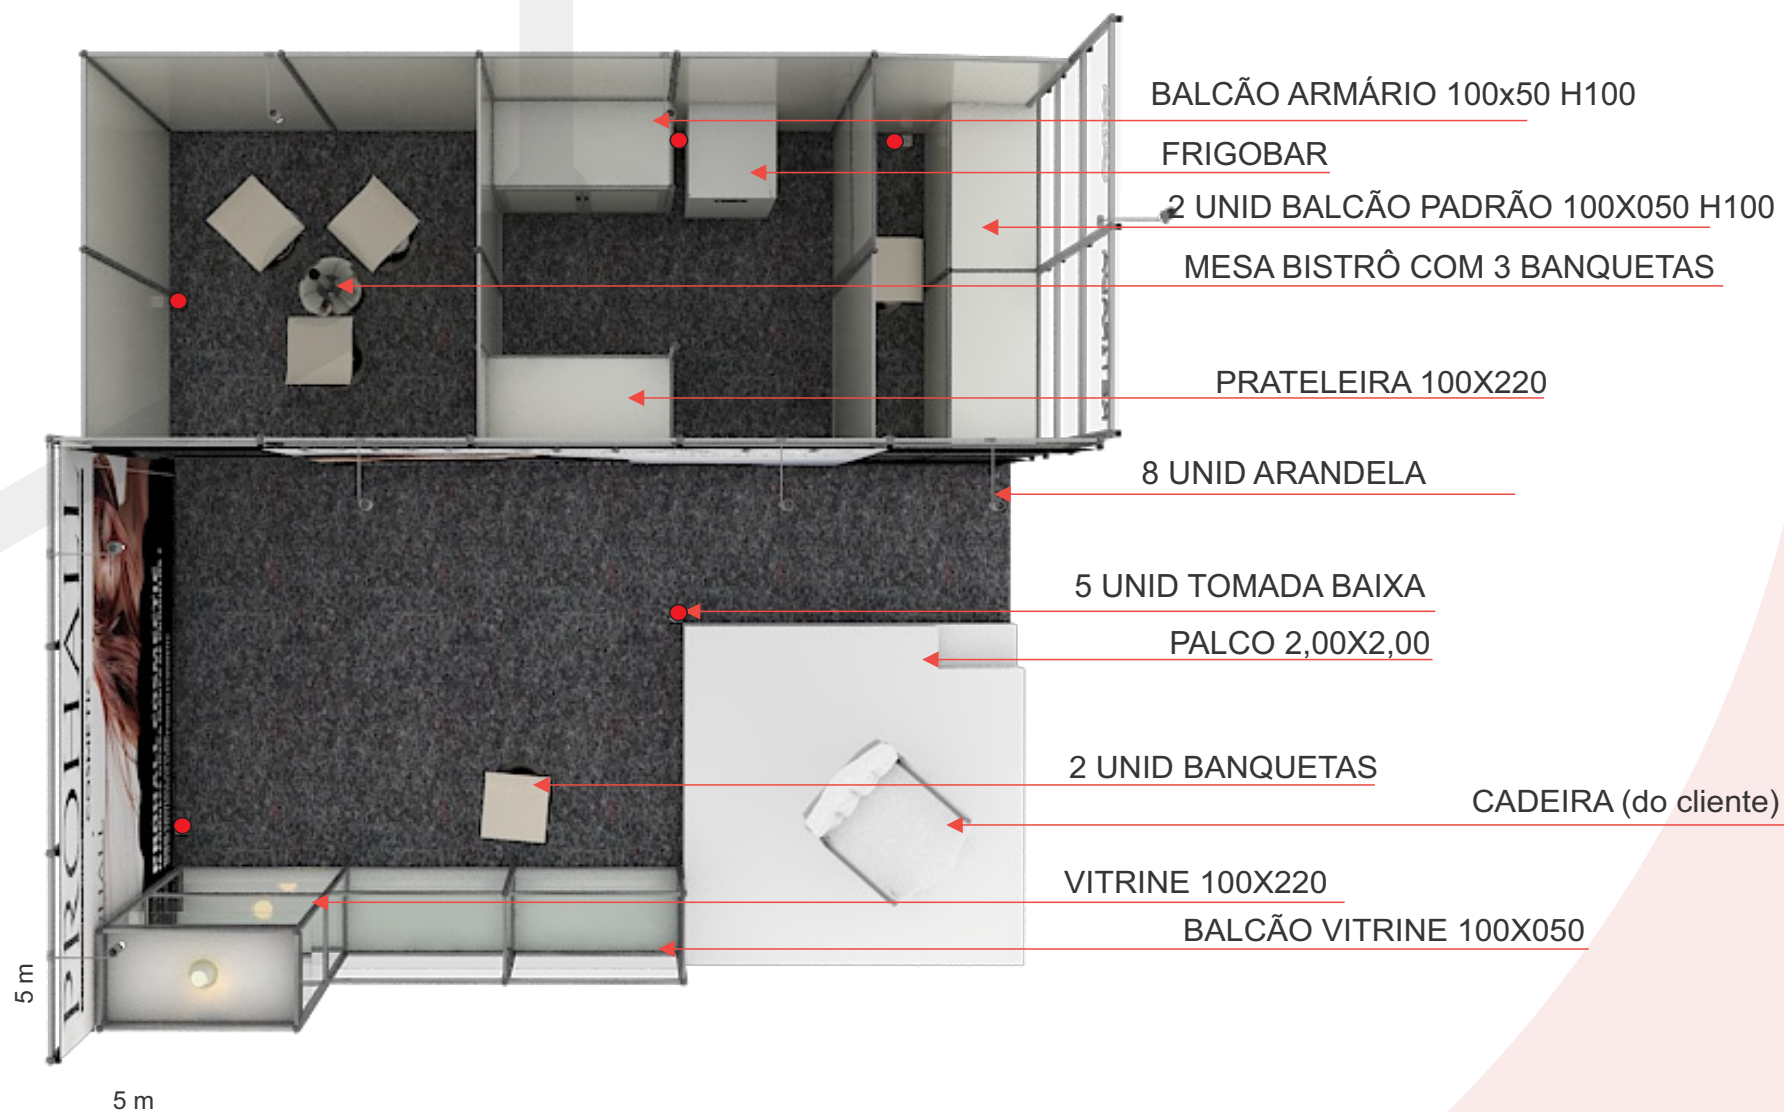 BALCÃO ARMÁRIO 100x50 H100
FRIGOBAR
2 UNID BALCÃO PADRÃO 100X050 H100
MESA BISTRÔ COM 3 BANQUETAS
PRATELEIRA 100X220
8 UNID ARANDELA
5 UNID TOMADA BAIXA
PALCO 2,00X2,00
2 UNID BANQUETAS
CADEIRA (do cliente)
VITRINE 100X220
BALCÃO VITRINE 100X050
PROHALL
5 m
5 m